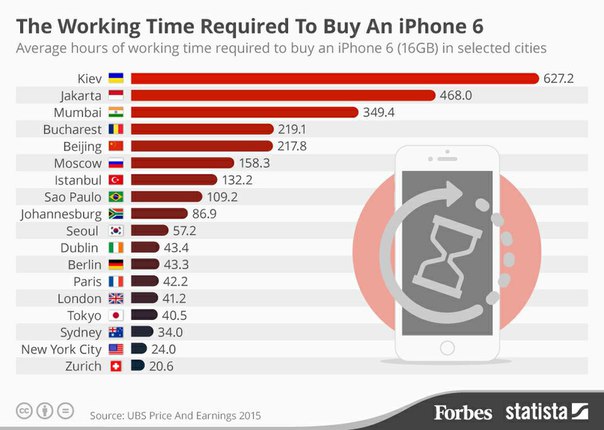 The Working Time Required To Buy An iPhone 6
Average hours of working time required to buy an iPhone 6 (16GB) in selected cities
Kiev 627.2
Jakarta 468.0
Mumbai 349.4
Bucharest 219.1
Beijing 217.8
Moscow 158.3
Istanbul 132.2
Sao Paulo 109.2
Johannesburg 86.9
Seoul 57.2
Dublin 43.4
Berlin 43.3
Paris 42.2
London 41.2
Tokyo 40.5
Sydney 34.0
New York City 24.0
Zurich 20.6
cc
Source: UBS Price And Earnings 2015
Forbes statista